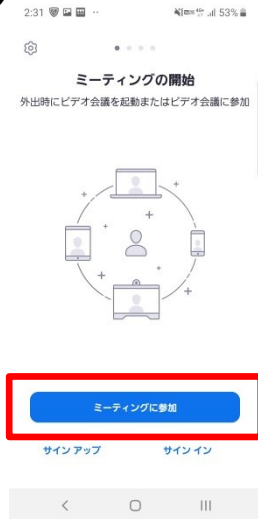 2:31
53%
ミーティングの開始
外出時にビデオ会議を起動またはビデオ会議に参加
ミーティングに参加
サイン アップ
サイン イン